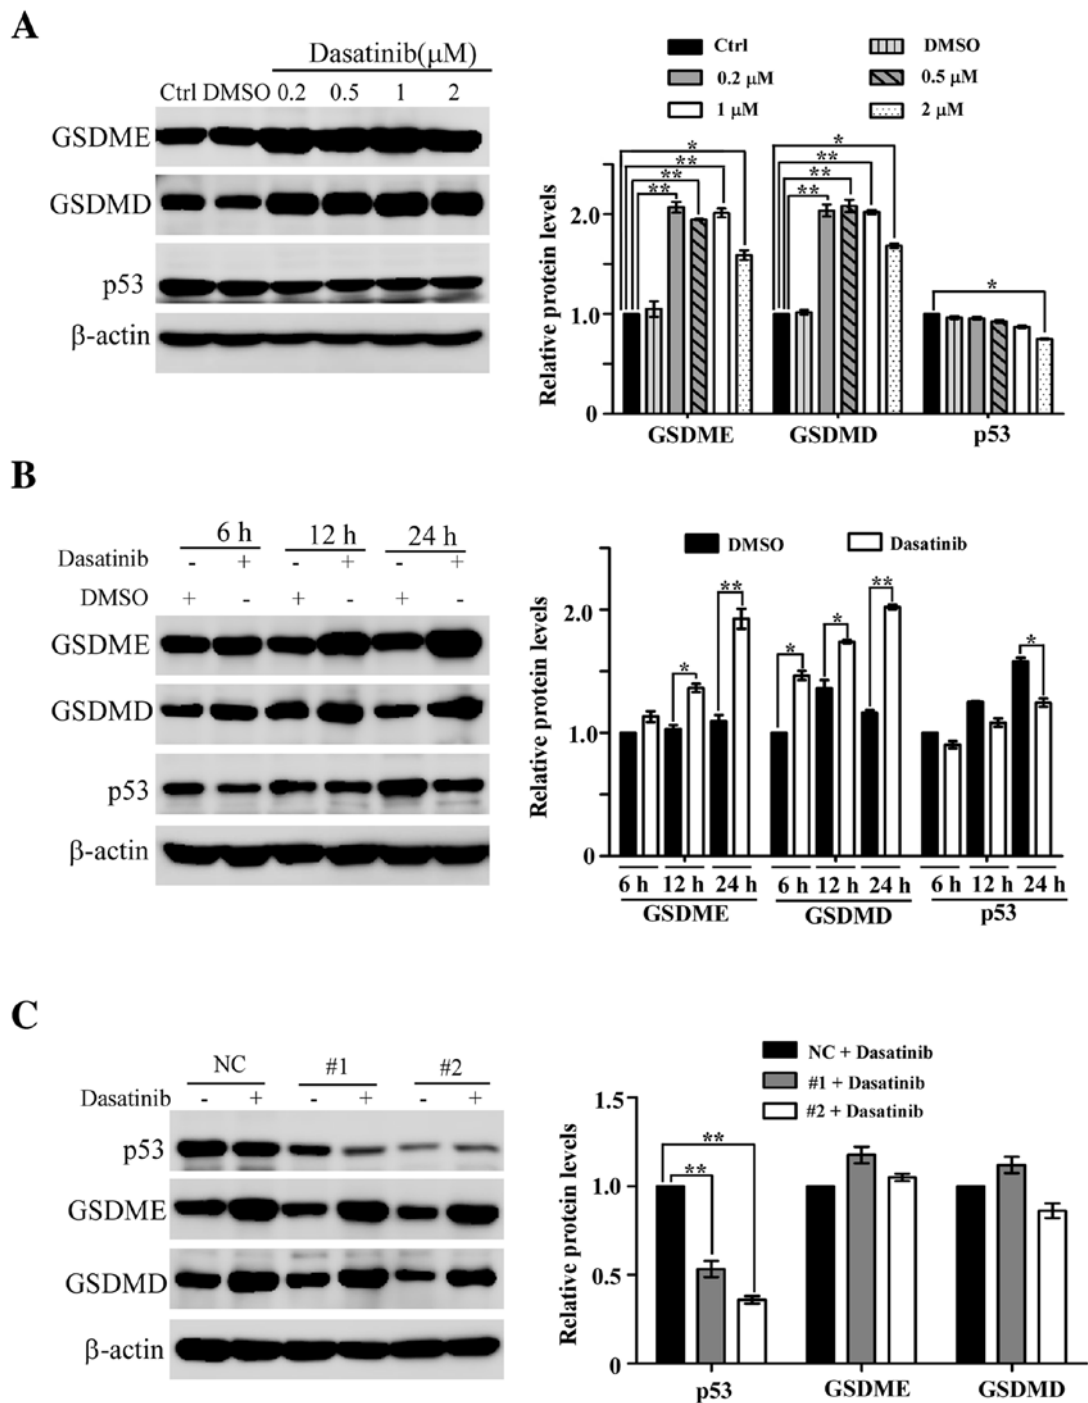 A
Dasatinib(μM)
Ctrl DMSO 0.2 0.5 1 2
GSDME
GSDMD
p53
β-actin
Ctrl DMSO
0.2 μM 0.5 μM
1 μM 2 μM
Relative protein levels
2.0
1.0
0
* ** ** **
* ** ** **
*
GSDME GSDMD p53
B
6 h 12 h 24 h
Dasatinib - + - + - +
DMSO + - + - + -
GSDME
GSDMD
p53
β-actin
DMSO Dasatinib
Relative protein levels
2.0
1.0
0
* ** * * ** *
6 h 12 h 24 h 6 h 12 h 24 h 6 h 12 h 24 h
GSDME GSDMD p53
C
NC #1 #2
Dasatinib - + - + - +
p53
GSDME
GSDMD
β-actin
NC + Dasatinib
#1 + Dasatinib
#2 + Dasatinib
Relative protein levels
1.5
1.0
0.5
0
**
**
p53 GSDME GSDMD